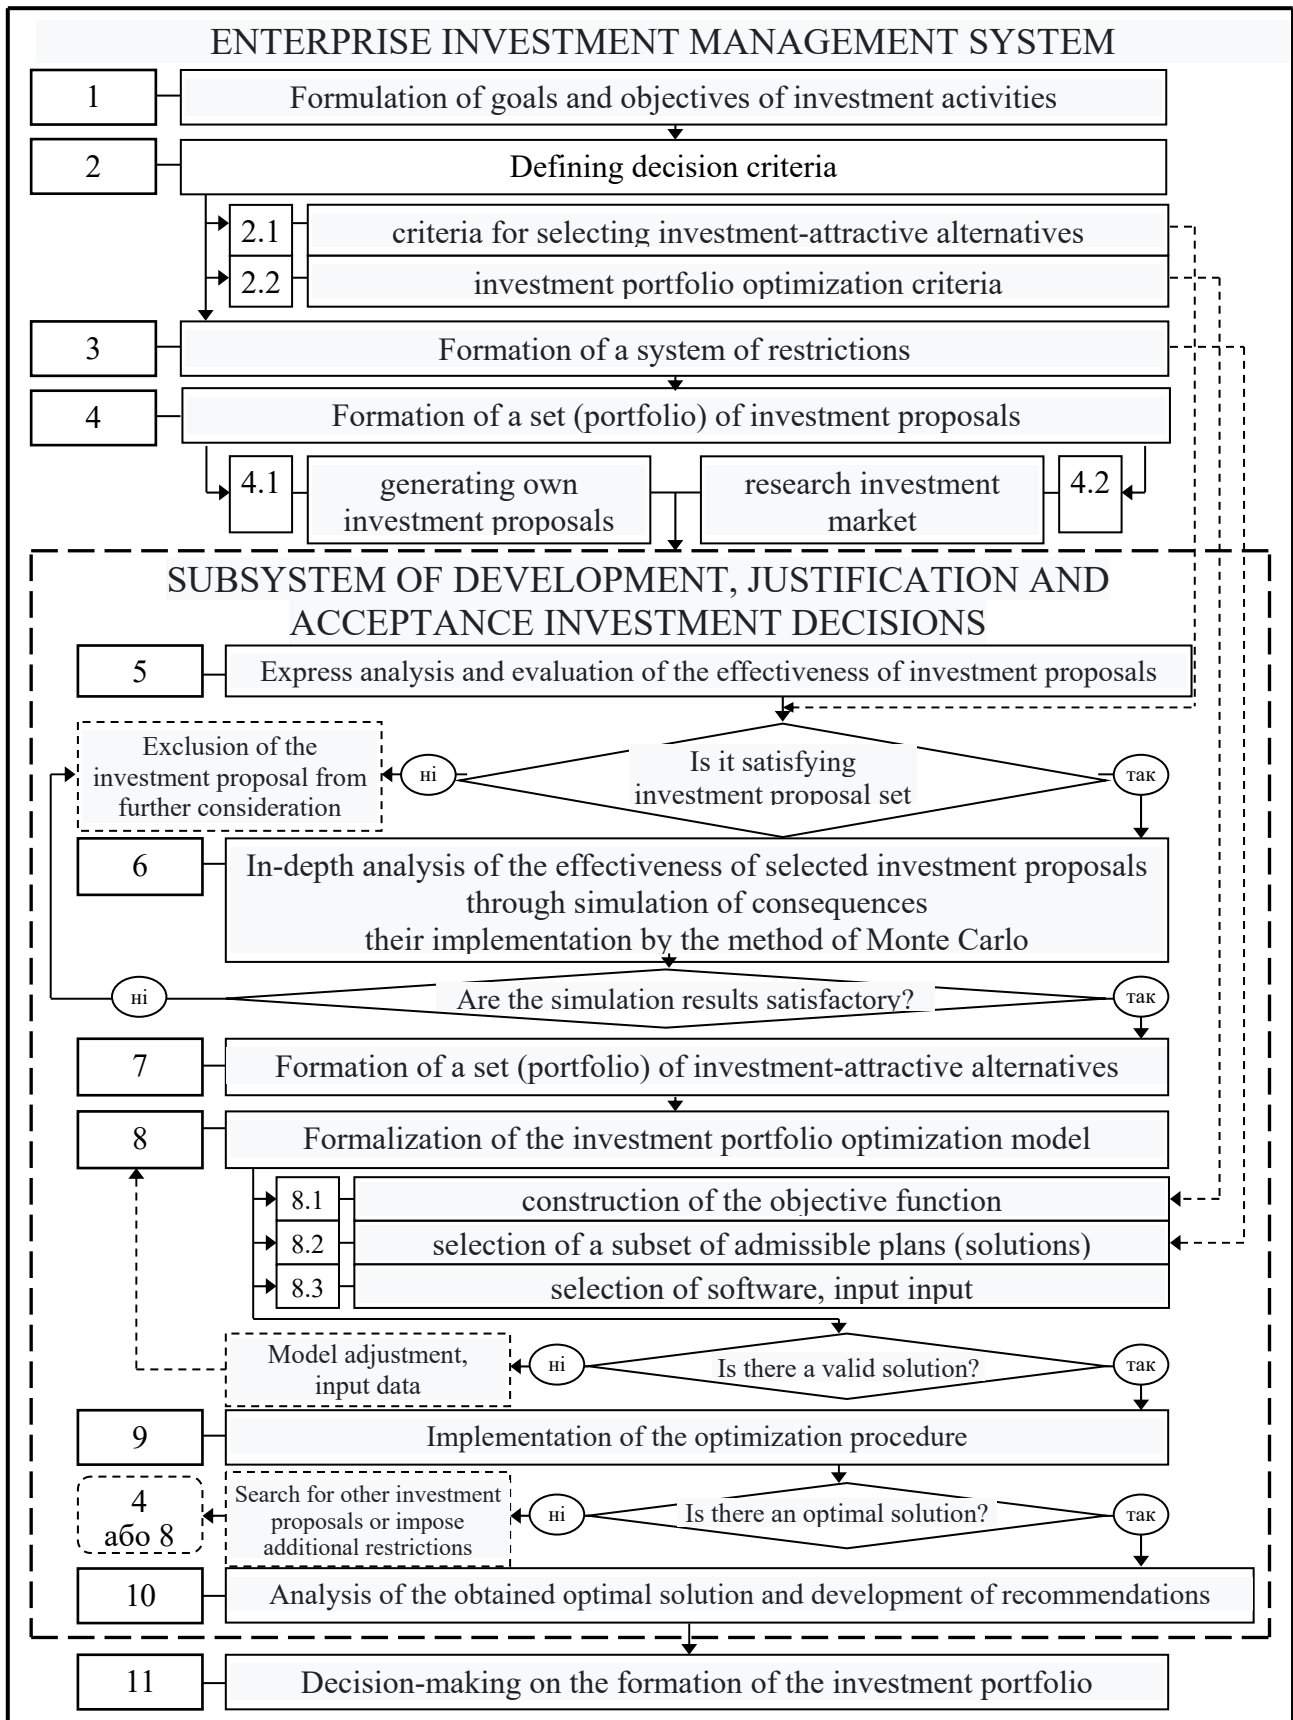 ENTERPRISE INVESTMENT MANAGEMENT SYSTEM
1
Formulation of goals and objectives of investment activities
2
Defining decision criteria
2.1
criteria for selecting investment-attractive alternatives
2.2
investment portfolio optimization criteria
3
Formation of a system of restrictions
4
Formation of a set (portfolio) of investment proposals
4.1
generating own
investment proposals
research investment
market
4.2
SUBSYSTEM OF DEVELOPMENT, JUSTIFICATION AND
ACCEPTANCE INVESTMENT DECISIONS
5
Express analysis and evaluation of the effectiveness of investment proposals
Exclusion of the
investment proposal from
further consideration
ні
Is it satisfying
investment proposal set
так
6
In-depth analysis of the effectiveness of selected investment proposals
through simulation of consequences
their implementation by the method of Monte Carlo
ні
Are the simulation results satisfactory?
так
7
Formation of a set (portfolio) of investment-attractive alternatives
8
Formalization of the investment portfolio optimization model
8.1
construction of the objective function
8.2
selection of a subset of admissible plans (solutions)
8.3
selection of software, input input
Model adjustment,
input data
ні
Is there a valid solution?
так
9
Implementation of the optimization procedure
4
або 8
Search for other investment
proposals or impose
additional restrictions
ні
Is there an optimal solution?
так
10
Analysis of the obtained optimal solution and development of recommendations
11
Decision-making on the formation of the investment portfolio